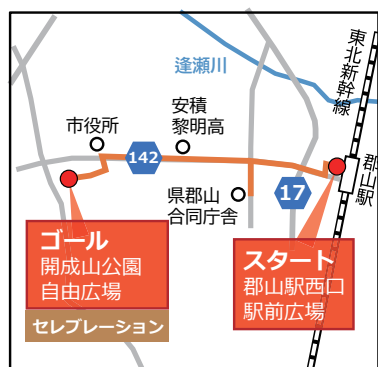 東北新幹線
逢瀬川
安積
黎明高
市役所
142
郡山駅
県郡山
合同庁舎
17
ゴール
開成山公園
自由広場
セレブレーション
スタート
郡山駅西口
駅前広場